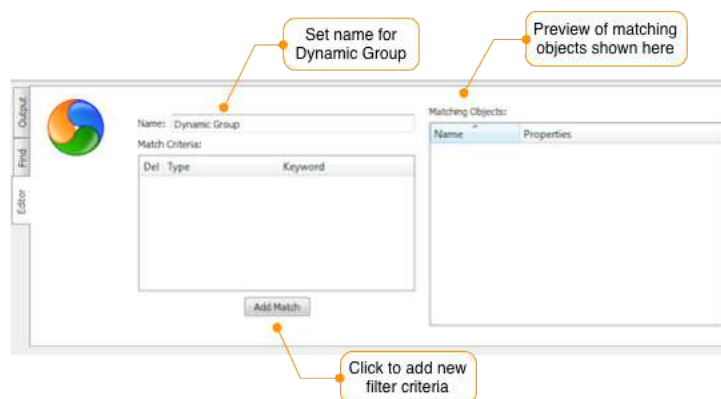 Set name for
Dynamic Group
Preview of matching
objects shown here
Output
Find
Editor
Name: Dynamic Group
Match Criteria:
Del Type Keyword
Add Match
Matching Objects:
Name Properties
Click to add new
filter criteria